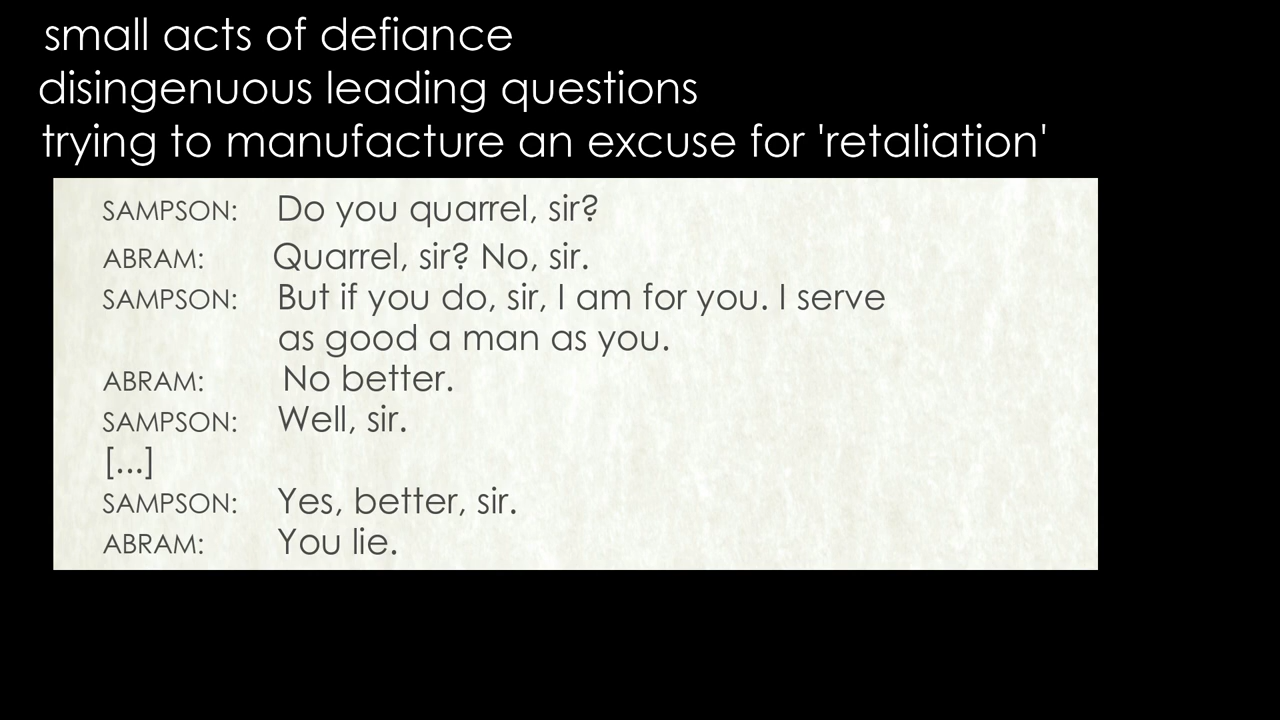 small acts of defiance
disingenuous leading questions
trying to manufacture an excuse for 'retaliation'
SAMPSON: Do you quarrel, sir?
ABRAM: Quarrel, sir? No, sir.
SAMPSON: But if you do, sir, I am for you. I serve
as good a man as you.
ABRAM: No better.
SAMPSON: Well, sir.
[...]
SAMPSON: Yes, better, sir.
ABRAM: You lie.